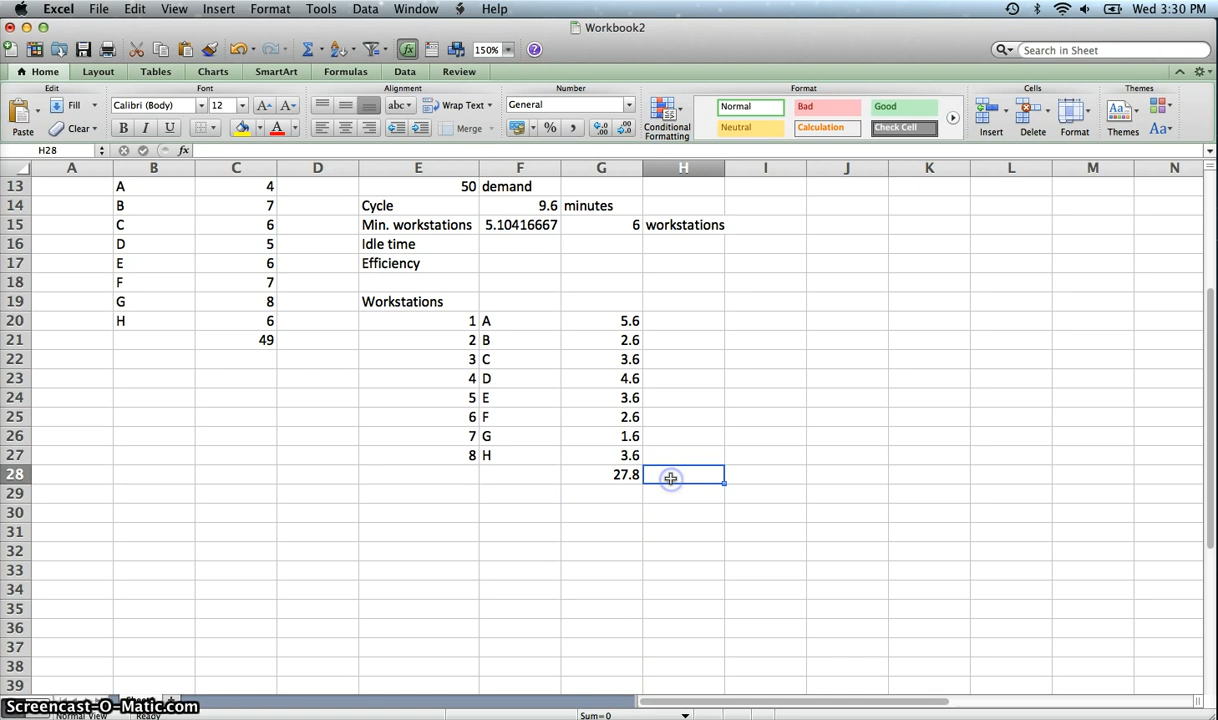 Excel File Edit View Insert Format Tools Data Window Help Wed 3:30 PM
Workbook2
150% Search in Sheet
Home Layout Tables Charts SmartArt Formulas Data Review
Edit Font Alignment Number Format Cells Themes
Fill Calibri (Body) 12 A A abc Wrap Text General Normal Bad Good
Paste Clear B I U A Merge % Conditional Formatting Neutral Calculation Check Cell Insert Delete Format Themes Aa
H28 fx
A B C D E F G H I J K L M N
13 A 4 50 demand
14 B 7 Cycle 9.6 minutes
15 C 6 Min. workstations 5.10416667 6 workstations
16 D 5 Idle time
17 E 6 Efficiency
18 F 7
19 G 8 Workstations
20 H 6 1 A 5.6
21 49 2 B 2.6
22 3 C 3.6
23 4 D 4.6
24 5 E 3.6
25 6 F 2.6
26 7 G 1.6
27 8 H 3.6
28 27.8
29
30
31
32
33
34
35
36
37
38
39
Screencast-O-Matic.com
Normal View Ready Sum=0